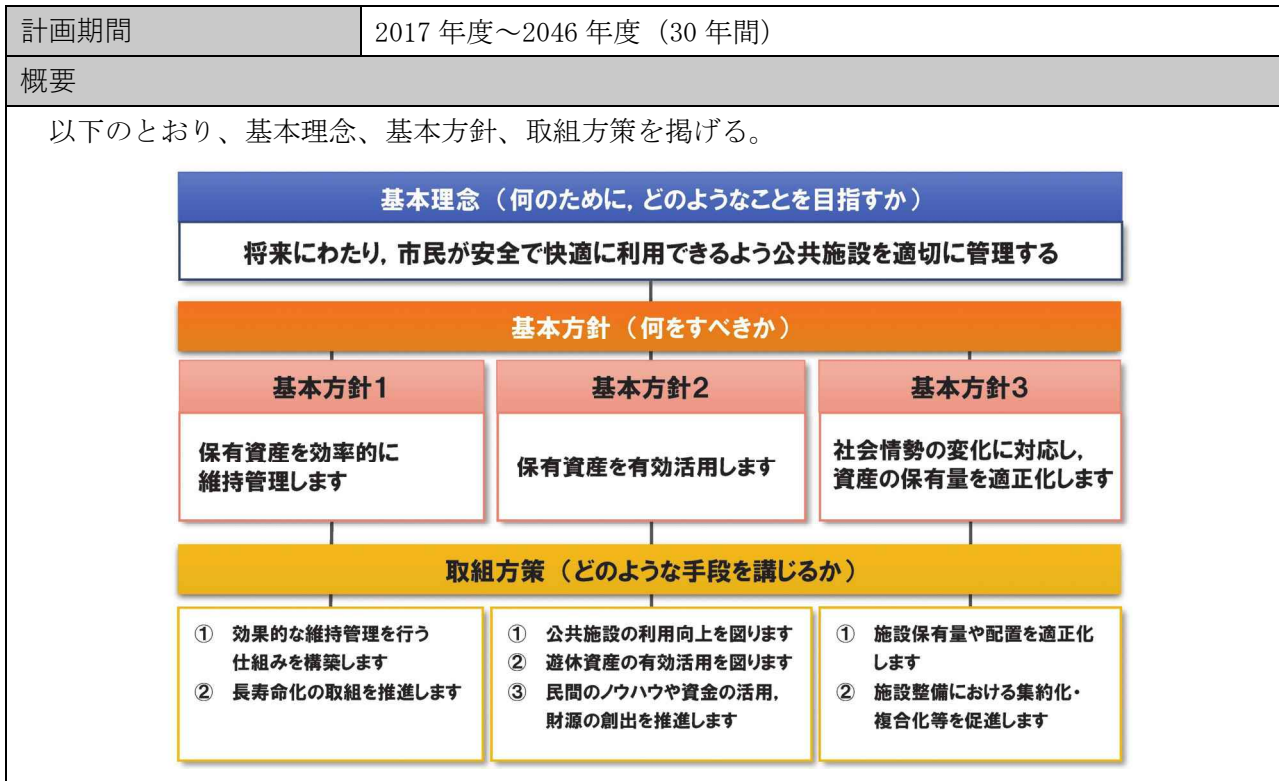 計画期間
2017 年度～2046 年度（30 年間）
概要
以下のとおり、基本理念、基本方針、取組方策を掲げる。
基本理念（何のために，どのようなことを目指すか）
将来にわたり，市民が安全で快適に利用できるよう公共施設を適切に管理する
基本方針（何をすべきか）
基本方針1
保有資産を効率的に
維持管理します
基本方針2
保有資産を有効活用します
基本方針3
社会情勢の変化に対応し，
資産の保有量を適正化します
取組方策（どのような手段を講じるか）
① 効果的な維持管理を行う
仕組みを構築します
② 長寿命化の取組を推進します
① 公共施設の利用向上を図ります
② 遊休資産の有効活用を図ります
③ 民間のノウハウや資金の活用，
財源の創出を推進します
① 施設保有量や配置を適正化
します
② 施設整備における集約化・
複合化等を促進します